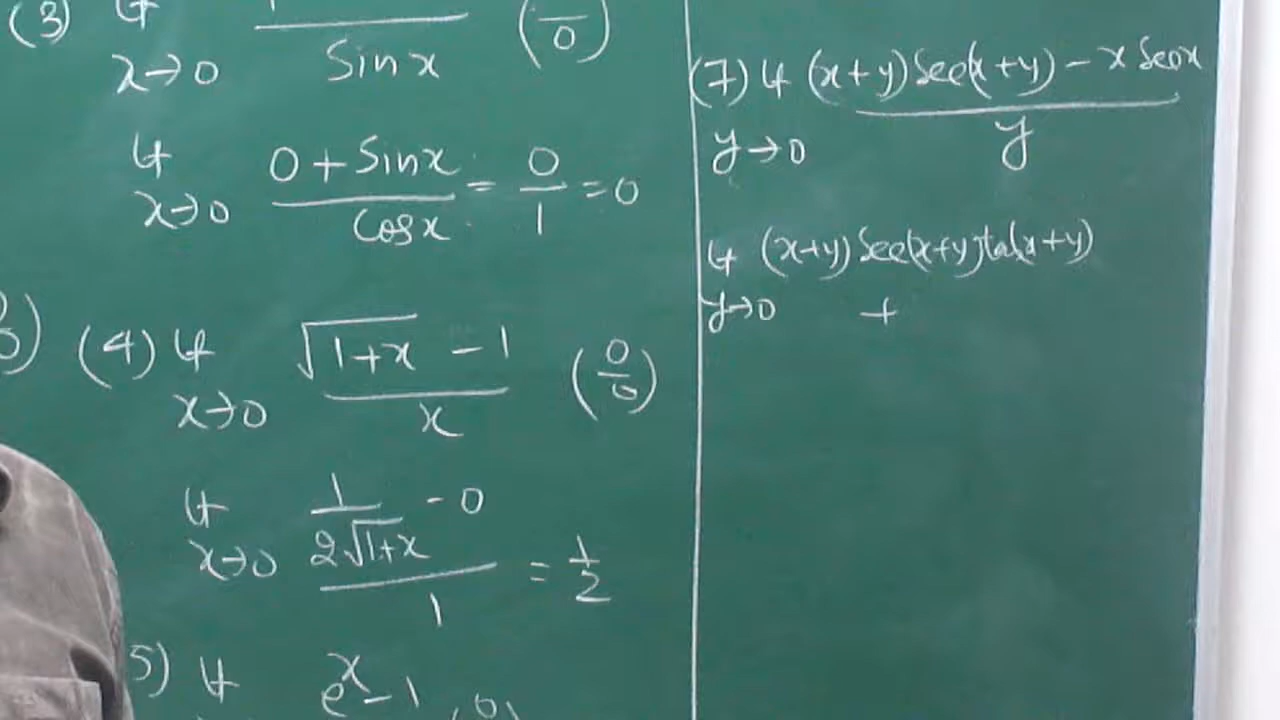 (3) Lt
x→0 Sin x ( — / 0 )
Lt x→0 (0 + Sin x) / Cos x = 0/1 = 0
(4) Lt x→0 (√(1+x) - 1) / x (0/0)
Lt x→0 (1/(2√(1+x)) - 0) / 1 = 1/2
5) Lt e^x - 1 (0
(7) Lt y→0 ((x+y) Sec(x+y) - x Sec x) / y
Lt y→0 (x+y) Sec(x+y) tan(x+y)
+